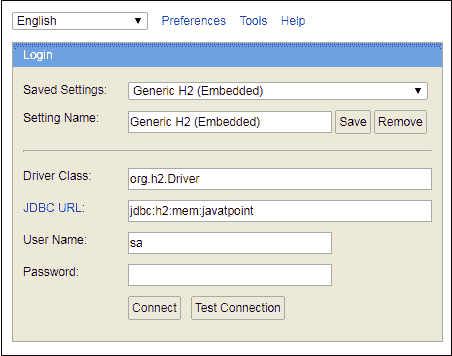 English Preferences Tools Help
Login
Saved Settings: Generic H2 (Embedded)
Setting Name: Generic H2 (Embedded) Save Remove
Driver Class: org.h2.Driver
JDBC URL: jdbc:h2:mem:javatpoint
User Name: sa
Password:
Connect Test Connection